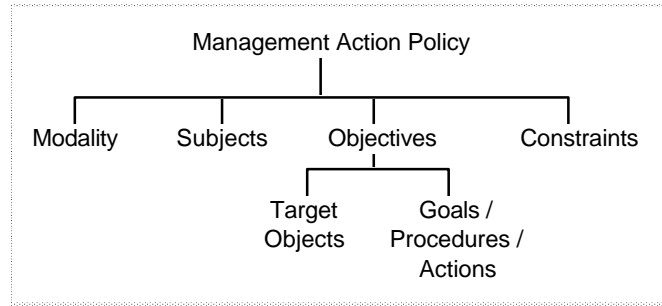 Management Action Policy
Modality Subjects Objectives Constraints
Target Objects
Goals /
Procedures /
Actions